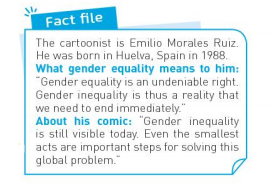 Fact file
The cartoonist is Emilio Morales Ruiz.
He was born in Huelva, Spain in 1988.
What gender equality means to him:
"Gender equality is an undeniable right.
Gender inequality is thus a reality that
we need to end immediately."
About his comic: "Gender inequality
is still visible today. Even the smallest
acts are important steps for solving this
global problem."